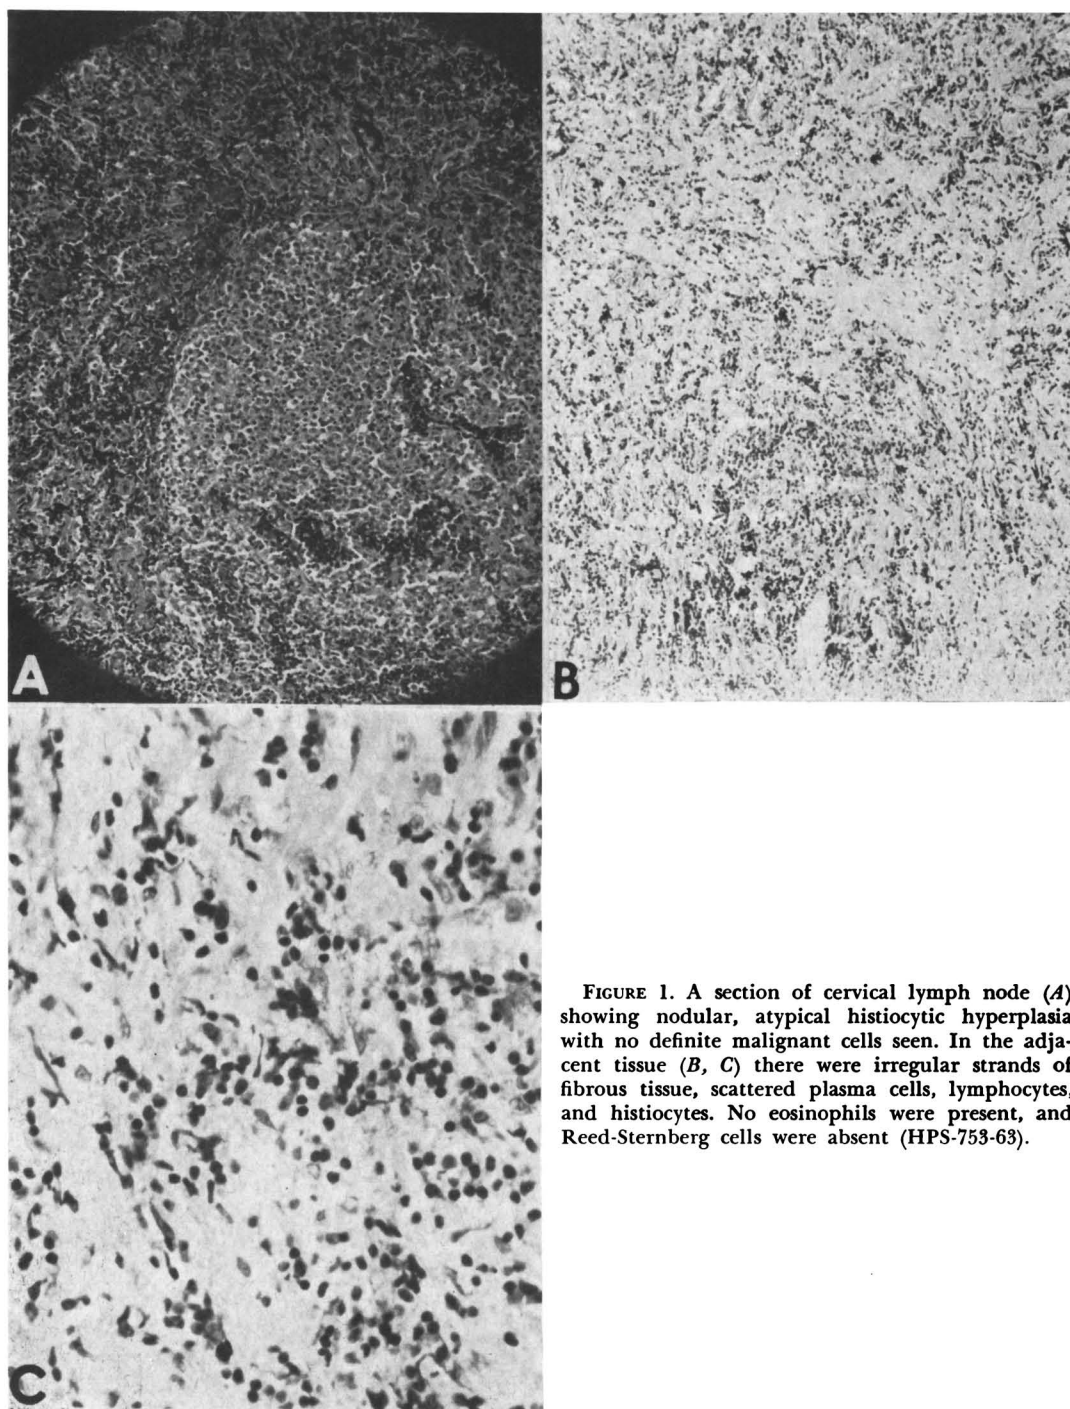 A
B
C
FIGURE 1. A section of cervical lymph node (A)
showing nodular, atypical histiocytic hyperplasia
with no definite malignant cells seen. In the adja-
cent tissue (B, C) there were irregular strands of
fibrous tissue, scattered plasma cells, lymphocytes,
and histiocytes. No eosinophils were present, and
Reed-Sternberg cells were absent (HPS-753-63).